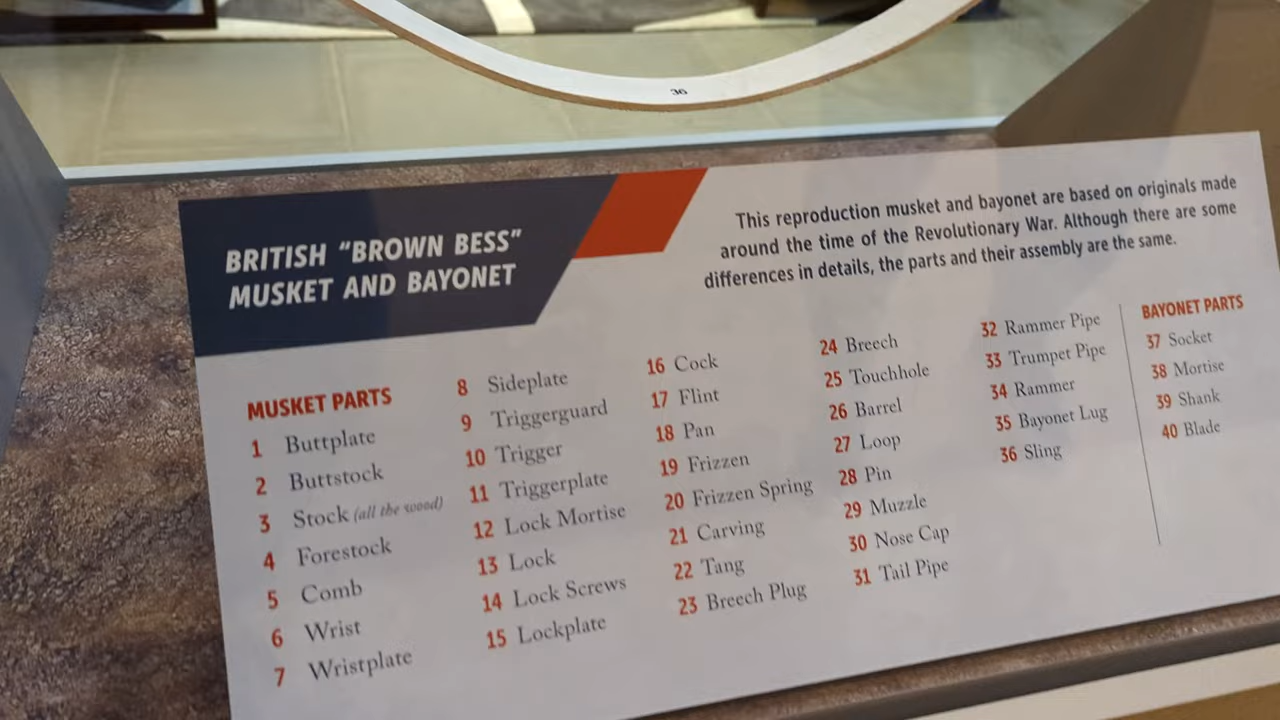 36
BRITISH “BROWN BESS”
MUSKET AND BAYONET
This reproduction musket and bayonet are based on originals made
around the time of the Revolutionary War. Although there are some
differences in details, the parts and their assembly are the same.
MUSKET PARTS
1 Buttplate
2 Buttstock
3 Stock (all the wood)
4 Forestock
5 Comb
6 Wrist
7 Wristplate
8 Sideplate
9 Triggerguard
10 Trigger
11 Triggerplate
12 Lock Mortise
13 Lock
14 Lock Screws
15 Lockplate
16 Cock
17 Flint
18 Pan
19 Frizzen
20 Frizzen Spring
21 Carving
22 Tang
23 Breech Plug
24 Breech
25 Touchhole
26 Barrel
27 Loop
28 Pin
29 Muzzle
30 Nose Cap
31 Tail Pipe
32 Rammer Pipe
33 Trumpet Pipe
34 Rammer
35 Bayonet Lug
36 Sling
BAYONET PARTS
37 Socket
38 Mortise
39 Shank
40 Blade